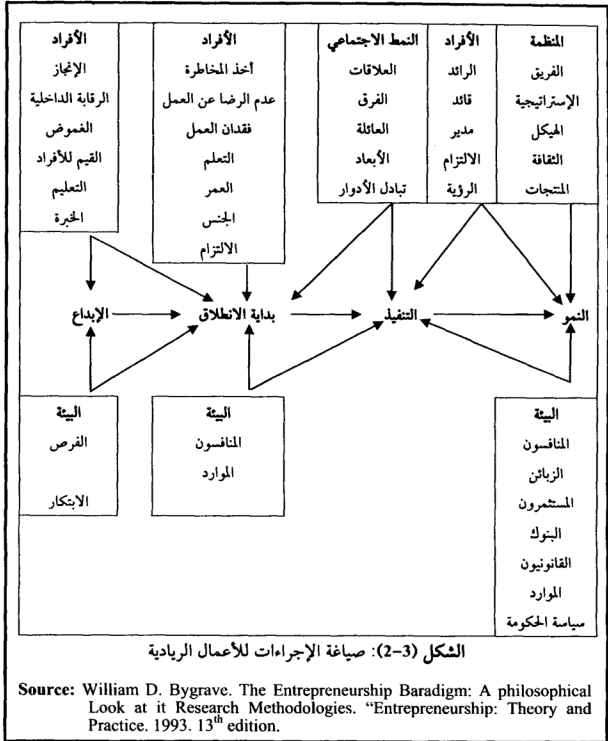 الأفراد
الإنجاز
الرقابة الداخلية
الغموض
القيم للأفراد
التعليم
الخبرة
الأفراد
أخذ المخاطرة
عدم الرضا عن العمل
فقدان العمل
التعلم
العمر
الجنس
الالتزام
النمط الاجتماعي
العلاقات
الفرق
العائلة
الأبعاد
تبادل الأدوار
الأفراد
الرائد
قائد
مدير
الالتزام
الرؤية
المنظمة
الفريق
الإستراتيجية
الهيكل
الثقافة
المنتجات
الإبداع
بداية الانطلاق
التنفيذ
النمو
البيئة
الفرص
الابتكار
البيئة
المنافسون
الموارد
البيئة
المنافسون
الزبائن
المستثمرون
البنوك
القانونيون
الموارد
سياسة الحكومة
الشكل (3-2): صياغة الإجراءات للأعمال الريادية
Source: William D. Bygrave. The Entrepreneurship Baradigm: A philosophical
Look at it Research Methodologies. “Entrepreneurship: Theory and
Practice. 1993. 13th edition.